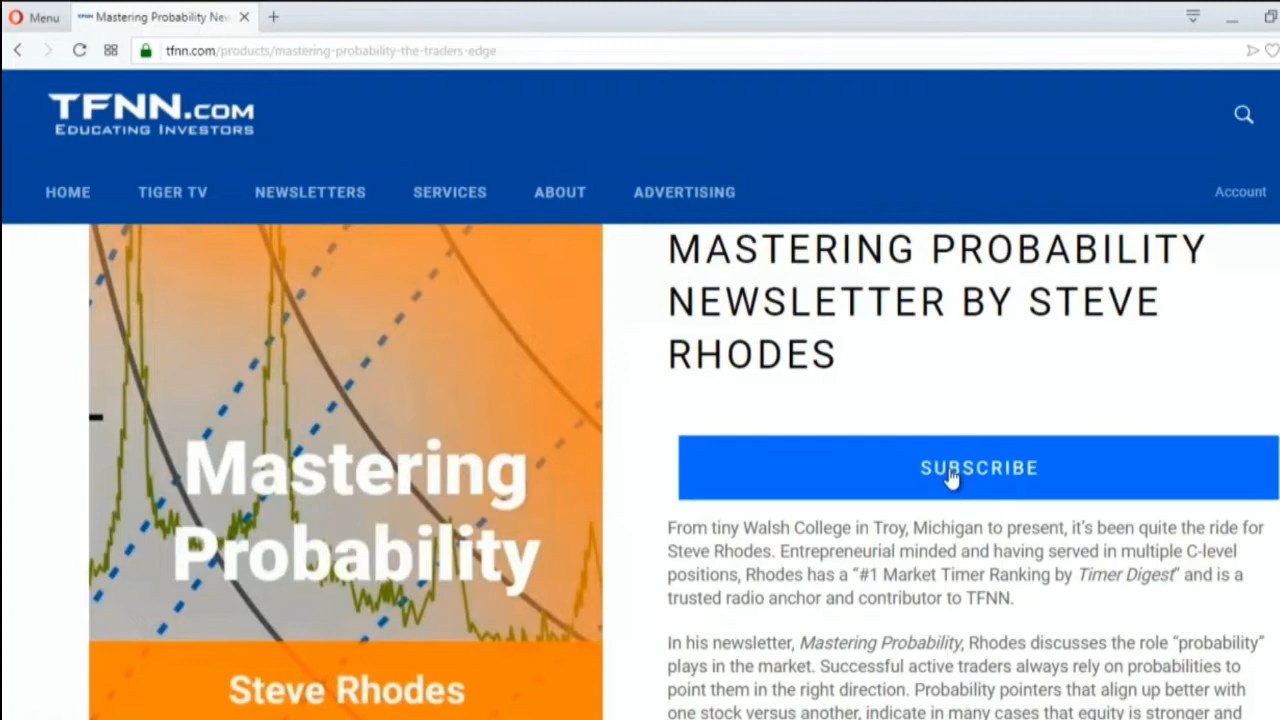 Menu
TFNN Mastering Probability New
tfnn.com/products/mastering-probability-the-traders-edge
TFNN.COM
EDUCATING INVESTORS
HOME TIGER TV NEWSLETTERS SERVICES ABOUT ADVERTISING Account
MASTERING PROBABILITY
NEWSLETTER BY STEVE
RHODES
Mastering
Probability
Steve Rhodes
SUBSCRIBE
From tiny Walsh College in Troy, Michigan to present, it's been quite the ride for
Steve Rhodes. Entrepreneurial minded and having served in multiple C-level
positions, Rhodes has a “#1 Market Timer Ranking by Timer Digest” and is a
trusted radio anchor and contributor to TFNN.
In his newsletter, Mastering Probability, Rhodes discusses the role “probability”
plays in the market. Successful active traders always rely on probabilities to
point them in the right direction. Probability pointers that align up better with
one stock versus another, indicate in many cases that equity is stronger and